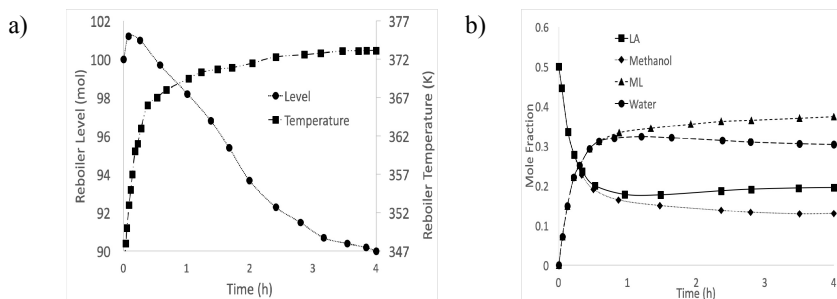 a)
102
100
98
96
94
92
90
Reboiler Level (mol)
Level
Temperature
377
372
367
362
357
352
347
Reboiler Temperature (K)
0
1
2
3
4
Time (h)
b)
0.6
0.5
0.4
0.3
0.2
0.1
0
Mole Fraction
LA
Methanol
ML
Water
0
1
2
3
4
Time (h)